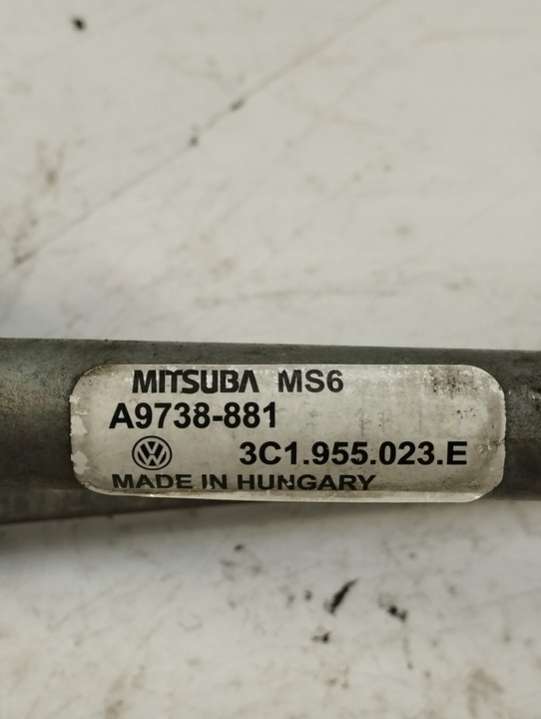 MITSUBA MS6
A9738-881
3C1.955.023.E
MADE IN HUNGARY